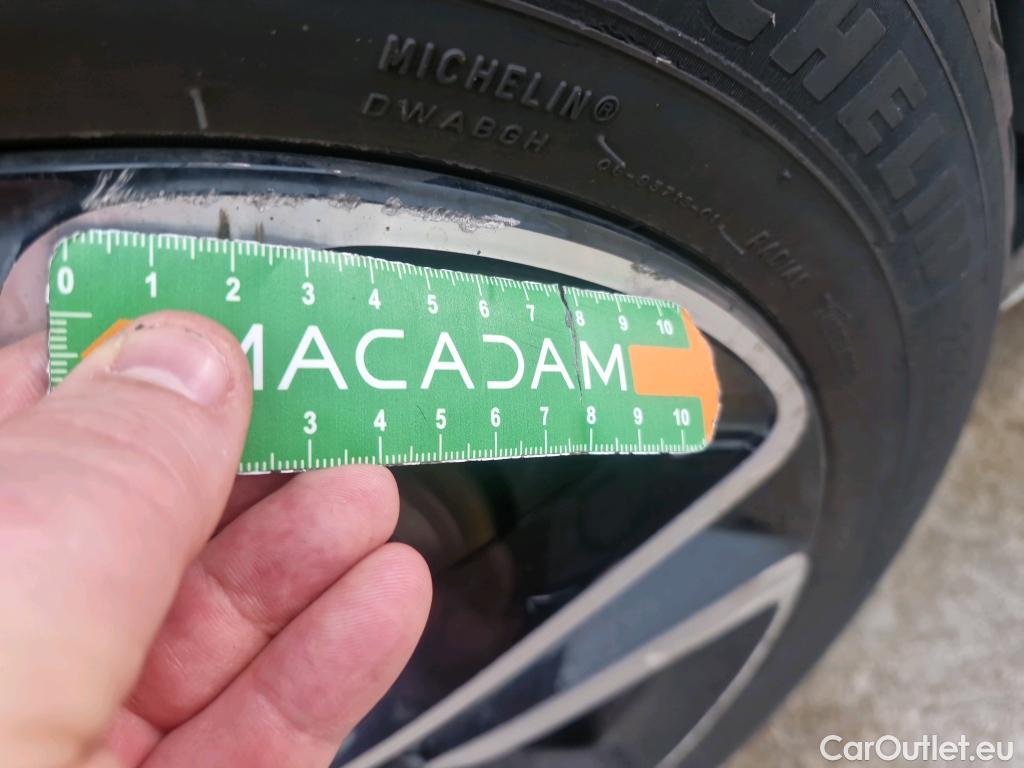 MICHELIN®
DWABGH
RADIAL
MICHELIN
0 1 2 3 4 5 6 7 8 9 10
MACADAM
3 4 5 6 7 8 9 10
CarOutlet.eu